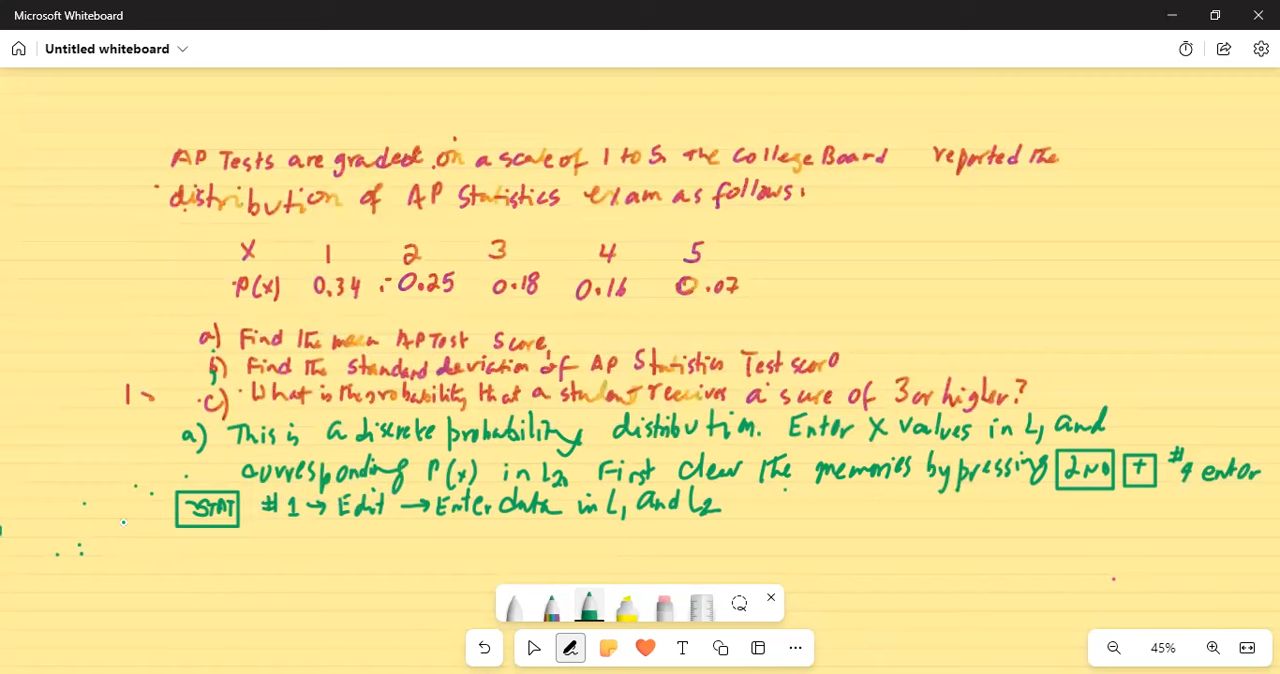 Microsoft Whiteboard
Untitled whiteboard
AP Tests are graded on a scale of 1 to 5. The College Board reported the
distribution of AP Statistics exam as follows.
X 1 2 3 4 5
P(x) 0.34 0.25 0.18 0.16 0.07
a) Find the mean AP Test Score
b) Find the standard deviation of AP Statistics Test score
1 c) What is the probability that a student receives a score of 3 or higher?
a) This is a discrete probability distribution. Enter X values in L1 and
corresponding P(x) in L2. First clear the memories by pressing 2ND + #4 enter
STAT #1 → Edit → Enter data in L1 and L2
45%